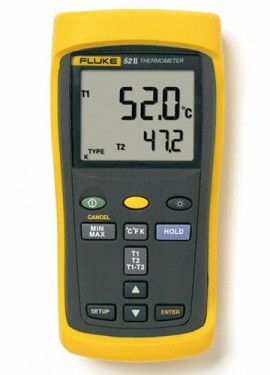 FLUKE 52 II THERMOMETER
T1 52.0 °C
TYPE K T2 47.2
CANCEL
MIN MAX °C °F K HOLD
T1
T2
T1-T2
▲
SETUP ▼ ENTER